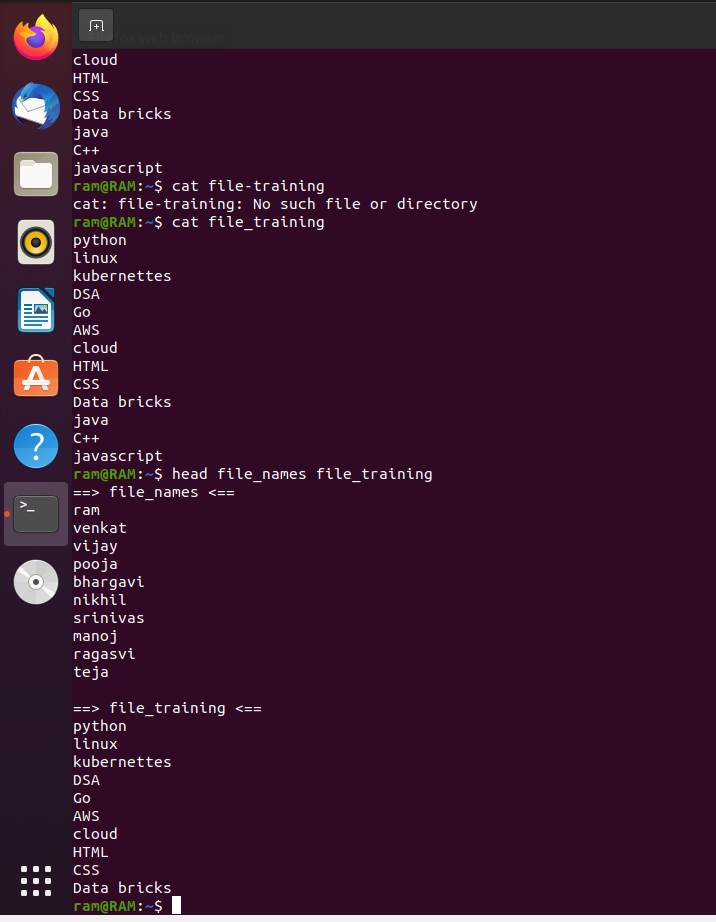 cloud
HTML
CSS
Data bricks
java
C++
javascript
ram@RAM:~$ cat file-training
cat: file-training: No such file or directory
ram@RAM:~$ cat file_training
python
linux
kubernettes
DSA
Go
AWS
cloud
HTML
CSS
Data bricks
java
C++
javascript
ram@RAM:~$ head file_names file_training
==> file_names <==
ram
venkat
vijay
pooja
bhargavi
nikhil
srinivas
manoj
ragasvi
teja
==> file_training <==
python
linux
kubernettes
DSA
Go
AWS
cloud
HTML
CSS
Data bricks
ram@RAM:~$